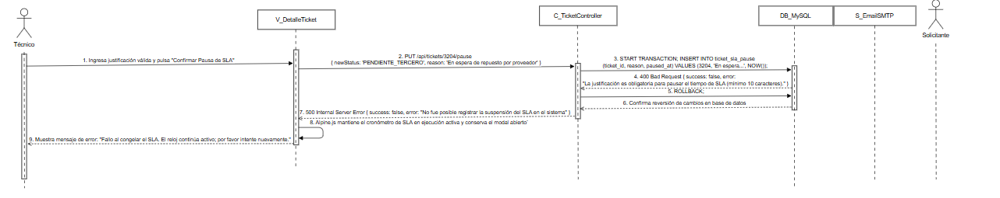 V_DetalleTicket
C_TicketController
DB_MySQL
S_EmailSMTP
Técnico
Solicitante
1. Ingresa justificación válida y pulsa "Confirmar Pausa de SLA"
2. PUT /api/tickets/3204/pause
{ newStatus: 'PENDIENTE_TERCERO', reason: 'En espera de repuesto por proveedor' }
3. START TRANSACTION; INSERT INTO ticket_sla_pause
(ticket_id, reason, paused_at) VALUES (3204, 'En espera...', NOW());
4. 400 Bad Request { success: false, error:
"La justificación es obligatoria para pausar el tiempo de SLA (mínimo 10 caracteres)." }
5. ROLLBACK;
6. Confirma reversión de cambios en base de datos
7. 500 Internal Server Error { success: false, error: "No fue posible registrar la suspensión del SLA en el sistema" }
8. Alpine.js mantiene el cronómetro de SLA en ejecución activa y conserva el modal abierto`
9. Muestra mensaje de error: "Fallo al congelar el SLA. El reloj continúa activo; por favor intente nuevamente."